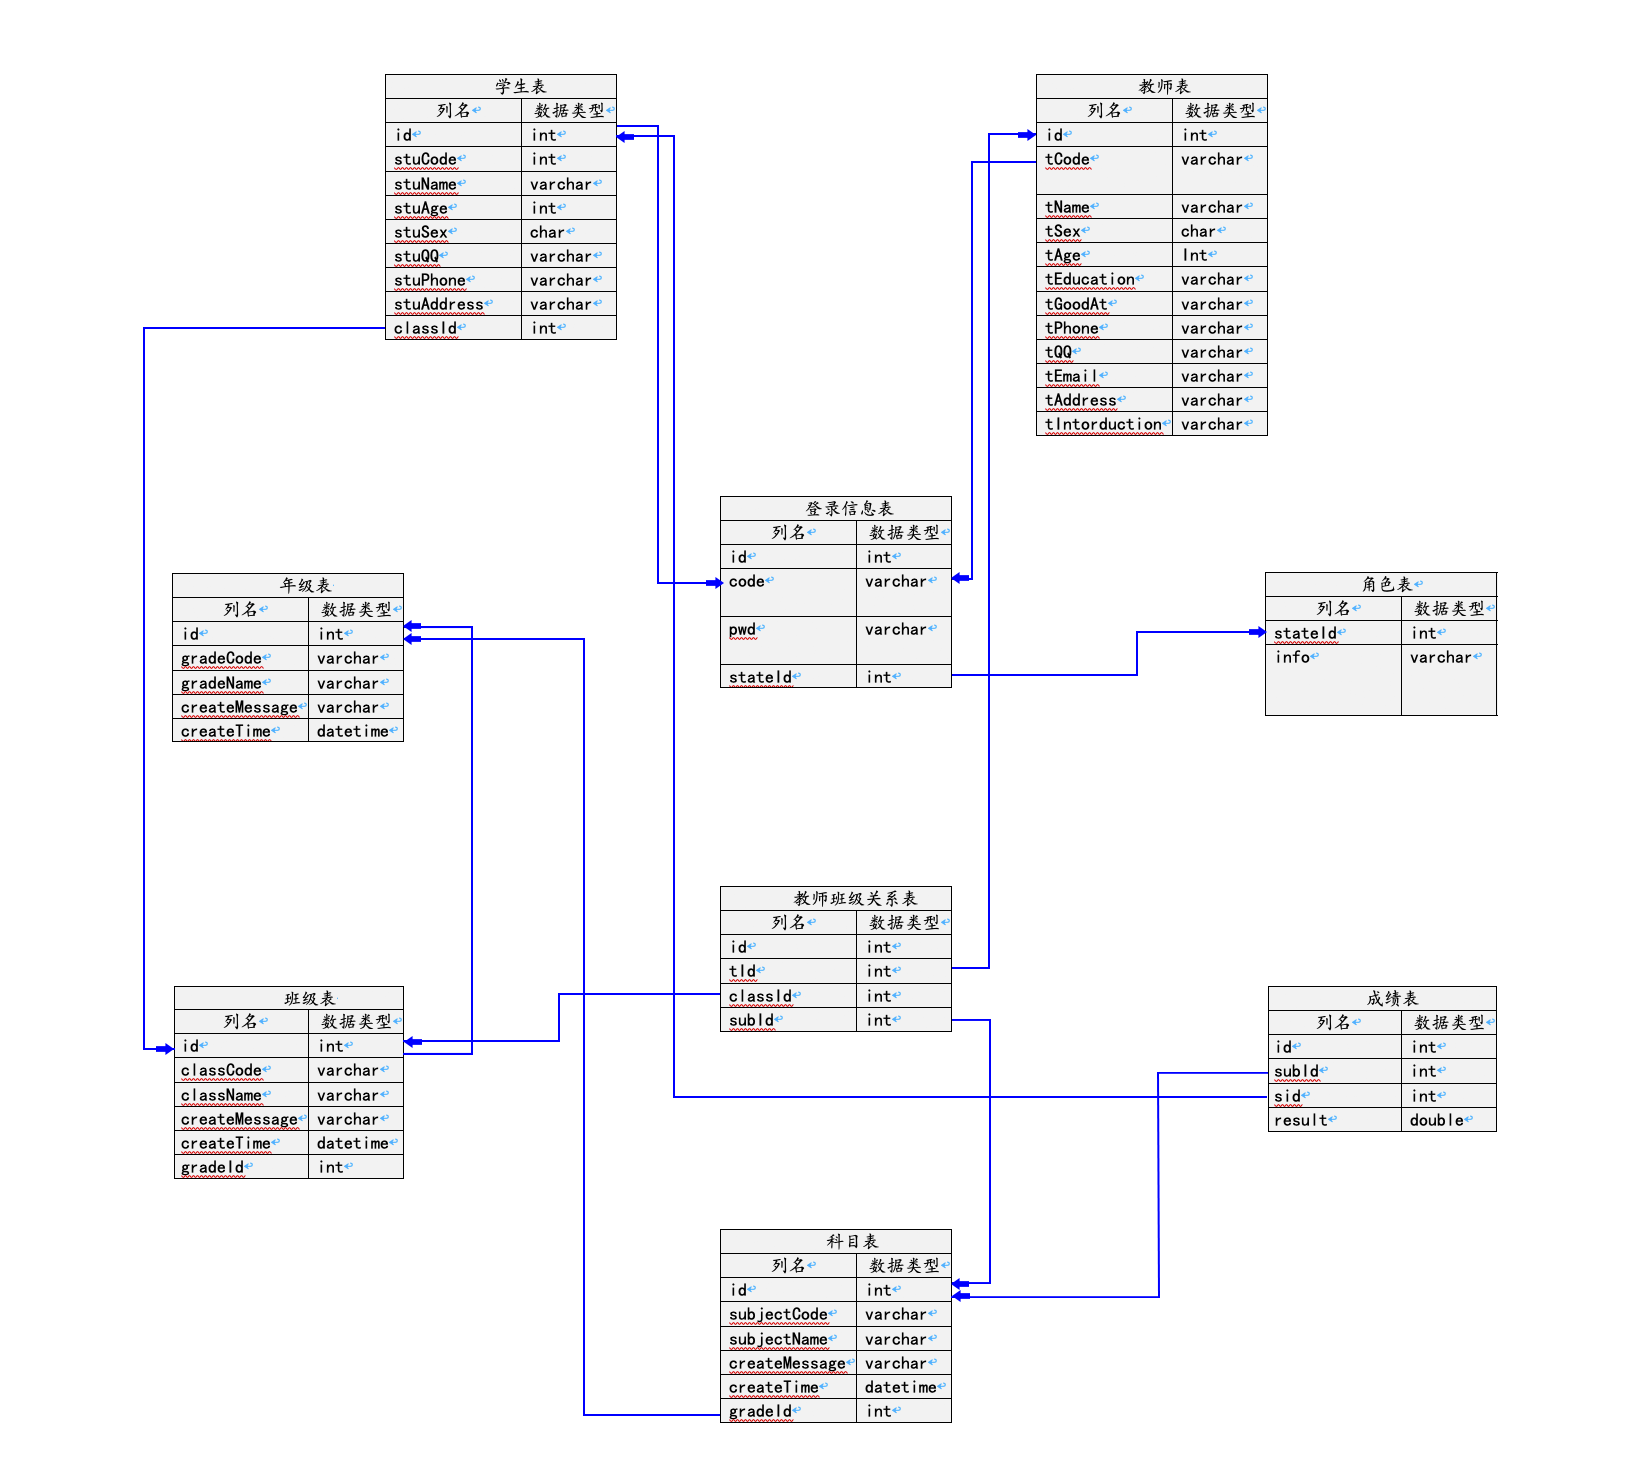 学生表
列名 数据类型
id int
stuCode int
stuName varchar
stuAge int
stuSex char
stuQQ varchar
stuPhone varchar
stuAddress varchar
classId int
教师表
列名 数据类型
id int
tCode varchar
tName varchar
tSex char
tAge Int
tEducation varchar
tGoodAt varchar
tPhone varchar
tQQ varchar
tEmail varchar
tAddress varchar
tIntorduction varchar
登录信息表
列名 数据类型
id int
code varchar
pwd varchar
stateId int
年级表
列名 数据类型
id int
gradeCode varchar
gradeName varchar
createMessage varchar
createTime datetime
角色表
列名 数据类型
stateId int
info varchar
教师班级关系表
列名 数据类型
id int
tId int
classId int
subId int
班级表
列名 数据类型
id int
classCode varchar
className varchar
createMessage varchar
createTime datetime
gradeId int
成绩表
列名 数据类型
id int
subId int
sid int
result double
科目表
列名 数据类型
id int
subjectCode varchar
subjectName varchar
createMessage varchar
createTime datetime
gradeId int